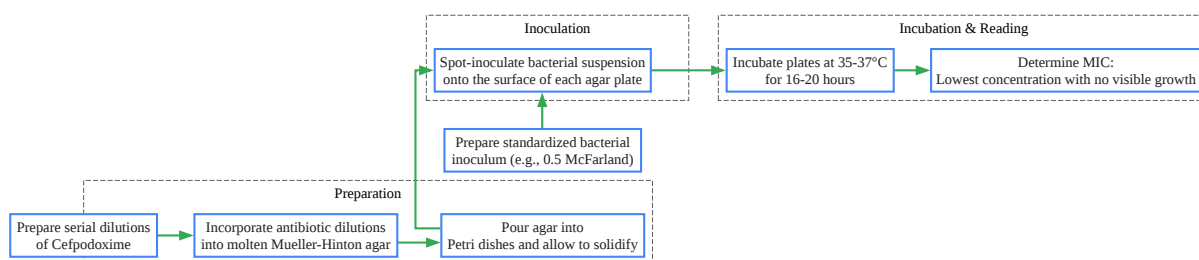 Inoculation
Spot-inoculate bacterial suspension
onto the surface of each agar plate
Prepare standardized bacterial
inoculum (e.g., 0.5 McFarland)
Incubation & Reading
Incubate plates at 35-37°C
for 16-20 hours
Determine MIC:
Lowest concentration with no visible growth
Preparation
Prepare serial dilutions
of Cefpodoxime
Incorporate antibiotic dilutions
into molten Mueller-Hinton agar
Pour agar into
Petri dishes and allow to solidify